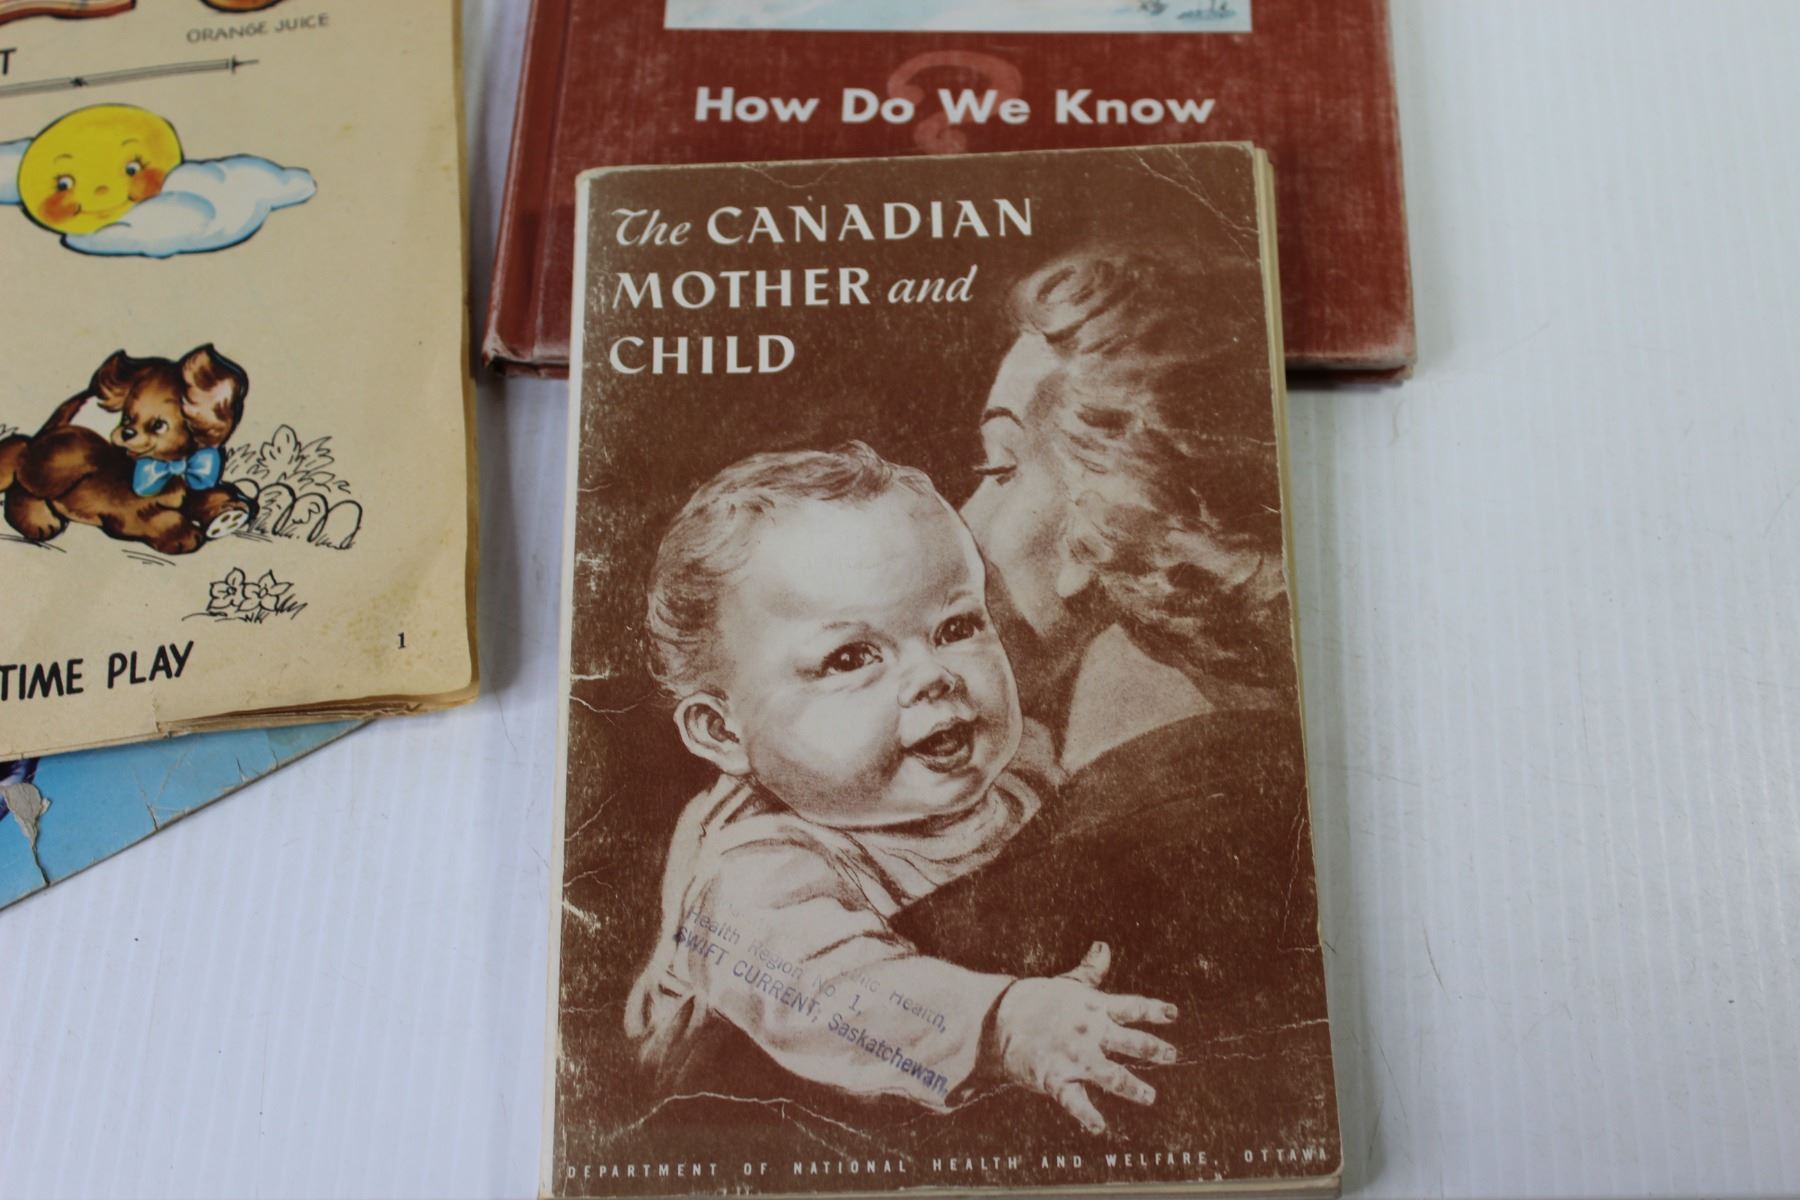 ORANGE JUICE
T
1
TIME PLAY
How Do We Know
?
The CANADIAN
MOTHER and
CHILD
Health Region No 1,
Health,
SWIFT CURRENT, Saskatchewan.
DEPARTMENT OF NATIONAL HEALTH AND WELFARE, OTTAWA